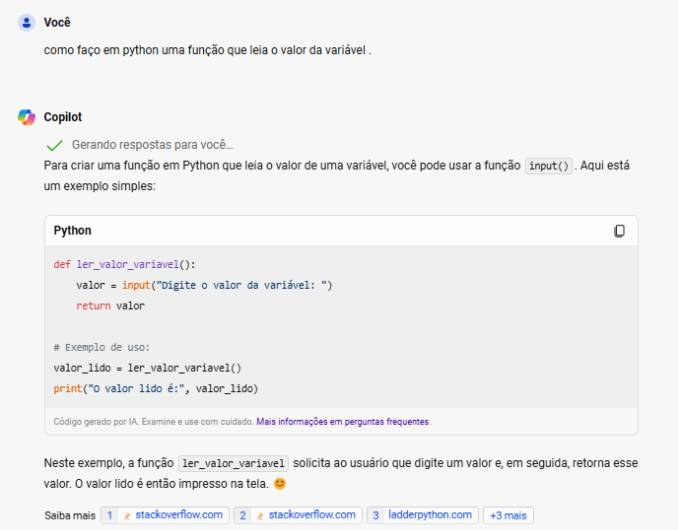 Você
como faço em python uma função que leia o valor da variável .
Copilot
Gerando respostas para você...
Para criar uma função em Python que leia o valor de uma variável, você pode usar a função input() . Aqui está
um exemplo simples:
Python
def ler_valor_variavel():
    valor = input("Digite o valor da variável: ")
    return valor
# Exemplo de uso:
valor_lido = ler_valor_variavel()
print("O valor lido é:", valor_lido)
Código gerado por IA. Examine e use com cuidado. Mais informações em perguntas frequentes.
Neste exemplo, a função ler_valor_variavel solicita ao usuário que digite um valor e, em seguida, retorna esse
valor. O valor lido é então impresso na tela. 😊
Saiba mais 1 stackoverflow.com 2 stackoverflow.com 3 ladderpython.com +3 mais